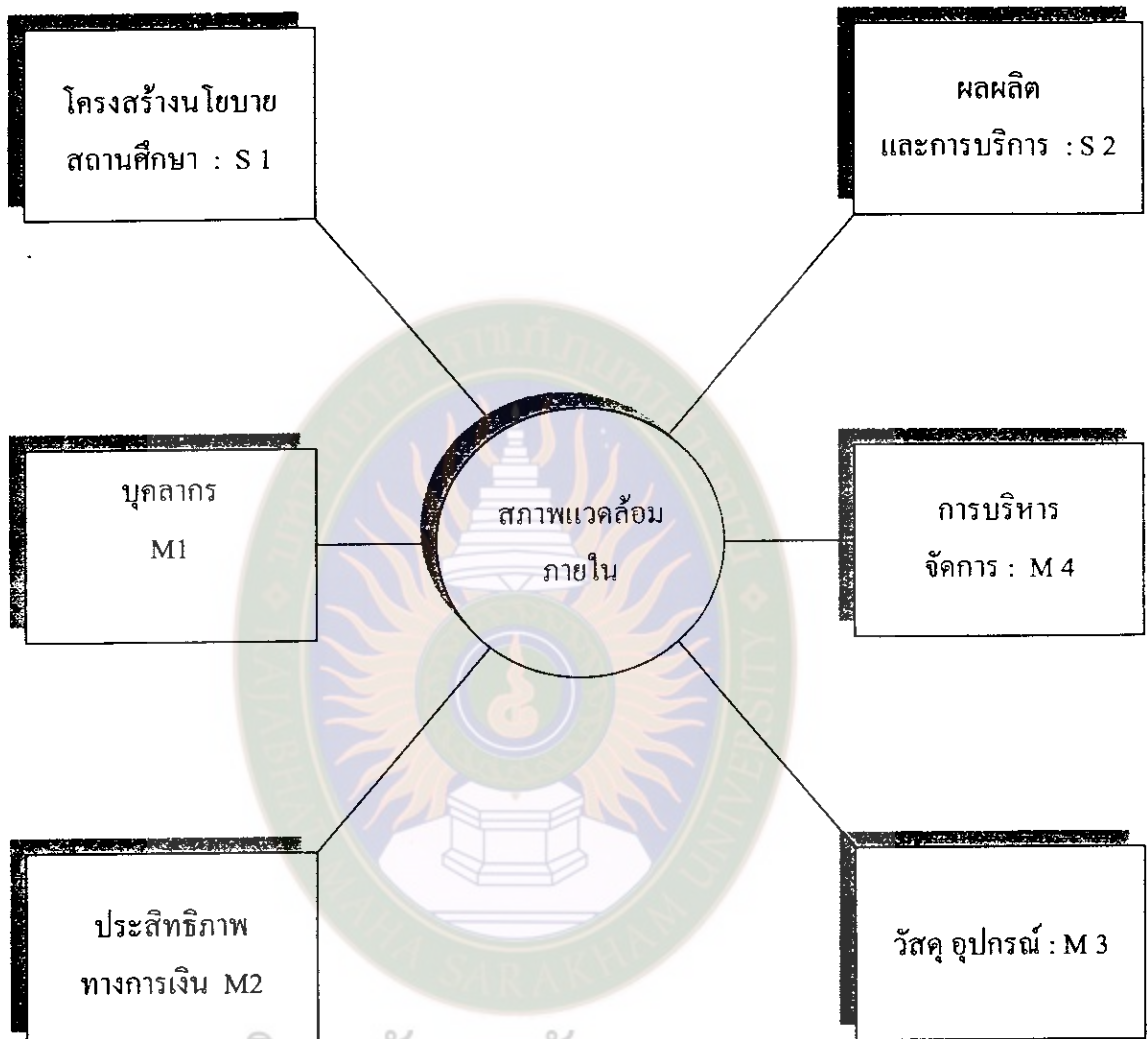 โครงสร้างนโยบาย
สถานศึกษา : S 1
ผลผลิต
และการบริการ : S 2
บุคลากร
M1
สภาพแวดล้อม
ภายใน
การบริหาร
จัดการ : M 4
ประสิทธิภาพ
ทางการเงิน M2
วัสดุ อุปกรณ์ : M 3
MAHA SARAKHAM UNIVERSITY